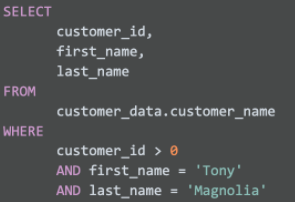 SELECT
customer_id,
first_name,
last_name
FROM
customer_data.customer_name
WHERE
customer_id > 0
AND first_name = 'Tony'
AND last_name = 'Magnolia'